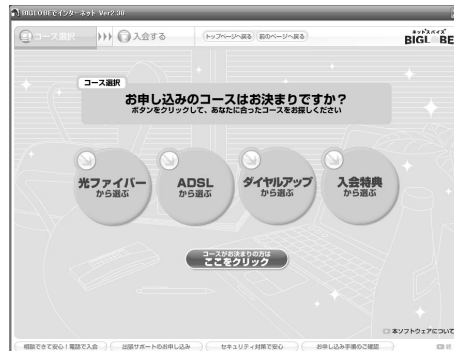 BIGLOBEでインターネット Ver2.30
コース選択 入会する トップページへ戻る 前のページへ戻る
BIGLOBE
コース選択
お申し込みのコースはお決まりですか？
ボタンをクリックして、あなたに合ったコースをお探しください
光ファイバー から選ぶ
ADSL から選ぶ
ダイヤルアップ から選ぶ
入会特典 から選ぶ
コースがお決まりの方は
ここをクリック
本ソフトウェアについて
相談できて安心！電話で入会 出張サポートのお申し込み セキュリティ対策で安心 お申し込み手順のご確認